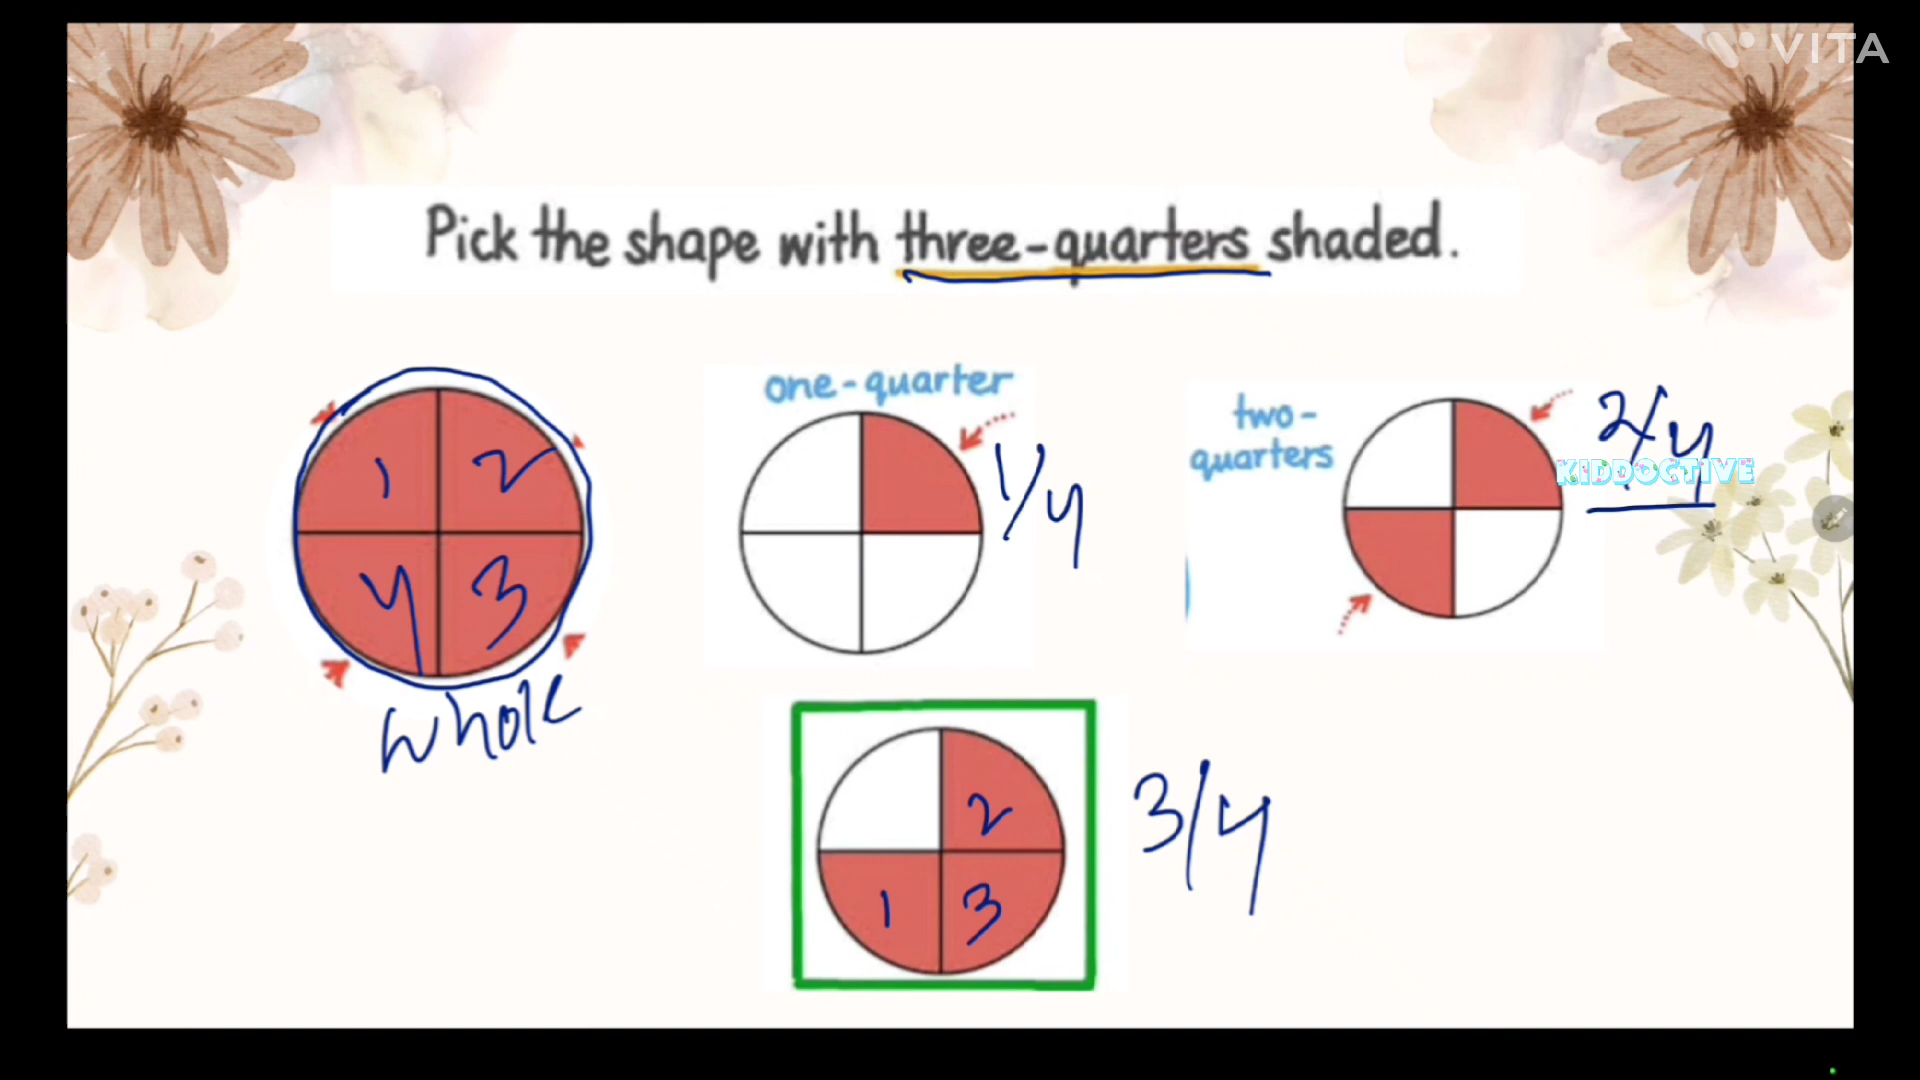 VITA
Pick the shape with three-quarters shaded.
1 2
4 3
whole
one-quarter
1/4
two-
quarters
2/4
KIDDOCTIVE
2
1 3
3/4